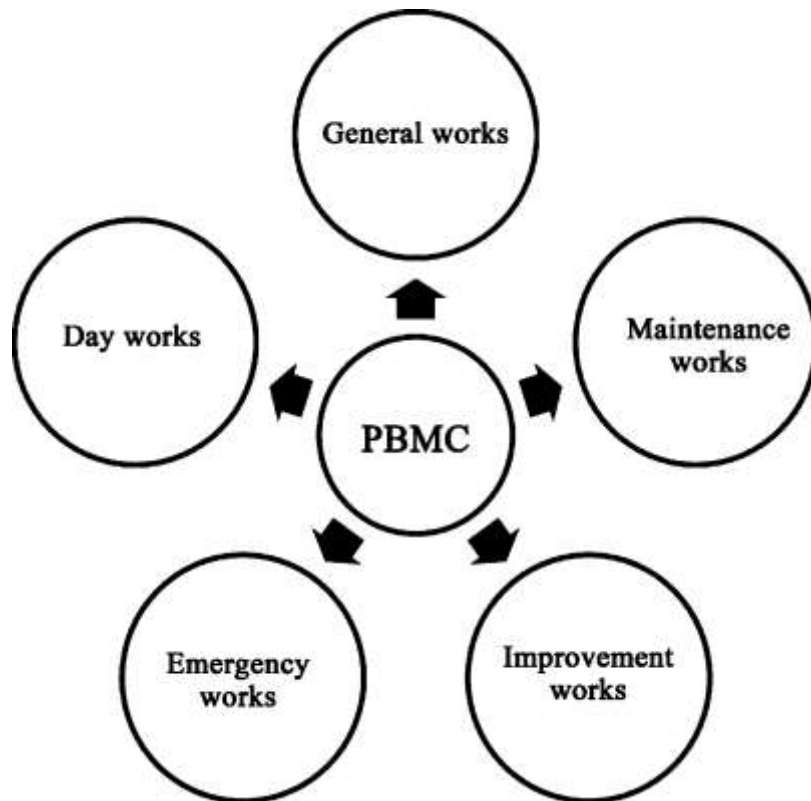 General works
Day works
Maintenance
works
PBMC
Emergency
works
Improvement
works